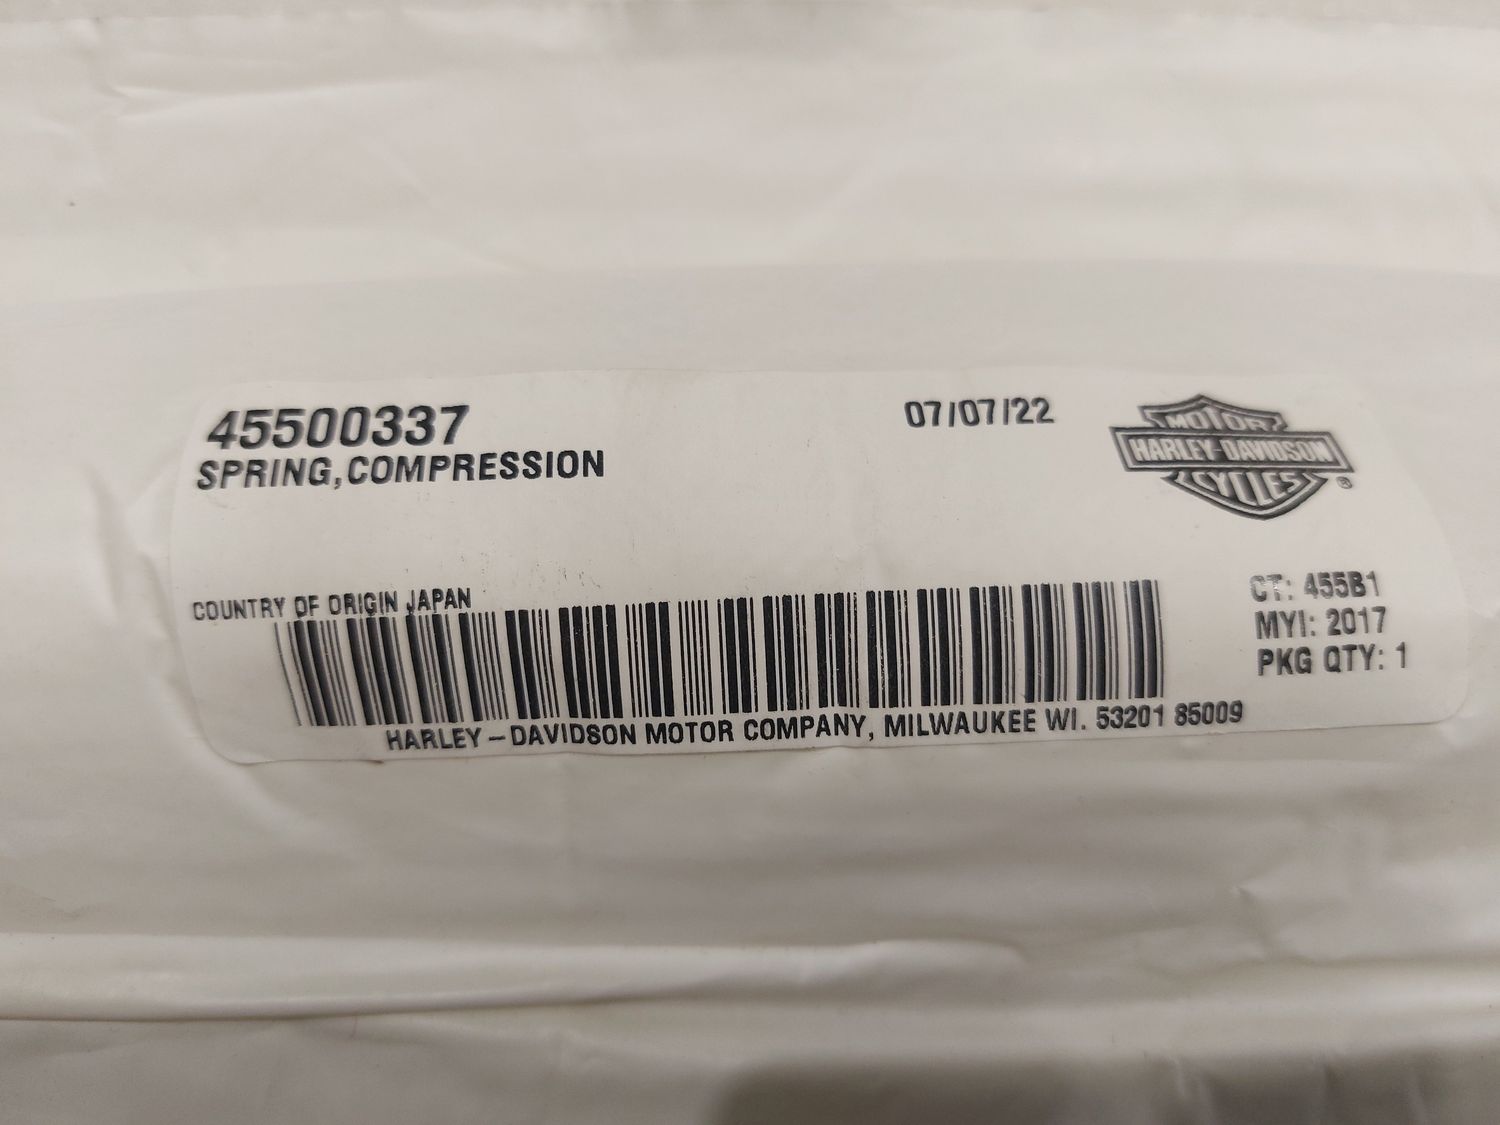 45500337
SPRING,COMPRESSION
07/07/22
MOTOR
HARLEY-DAVIDSON
CYCLES
®
COUNTRY OF ORIGIN JAPAN
CT: 455B1
MYI: 2017
PKG QTY: 1
HARLEY-DAVIDSON MOTOR COMPANY, MILWAUKEE WI. 53201 85009